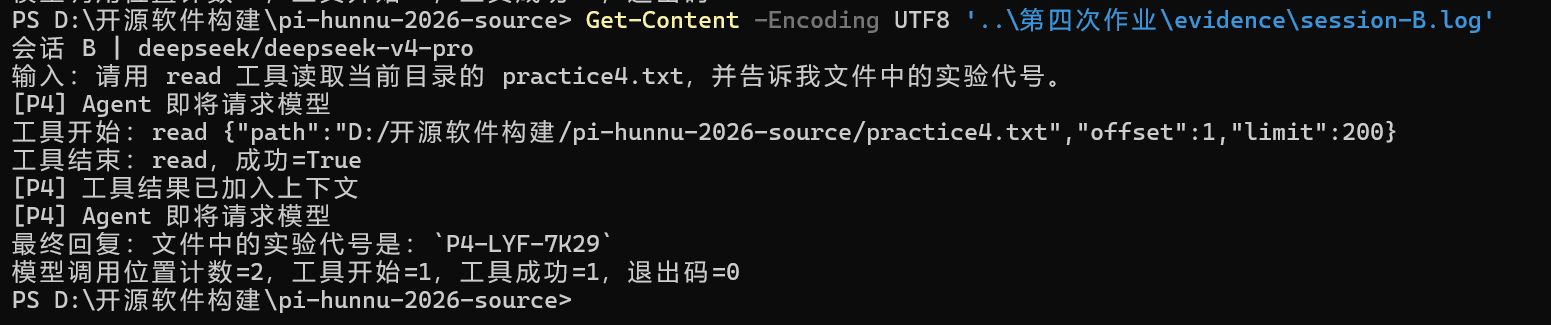 PS D:\开源软件构建\pi-hunnu-2026-source> Get-Content -Encoding UTF8 '..\第四次作业\evidence\session-B.log'
会话 B | deepseek/deepseek-v4-pro
输入: 请用 read 工具读取当前目录的 practice4.txt，并告诉我文件中的实验代号。
[P4] Agent 即将请求模型
工具开始: read {"path":"D:/开源软件构建/pi-hunnu-2026-source/practice4.txt","offset":1,"limit":200}
工具结束: read，成功=True
[P4] 工具结果已加入上下文
[P4] Agent 即将请求模型
最终回复: 文件中的实验代号是: `P4-LYF-7K29`
模型调用位置计数=2，工具开始=1，工具成功=1，退出码=0
PS D:\开源软件构建\pi-hunnu-2026-source>